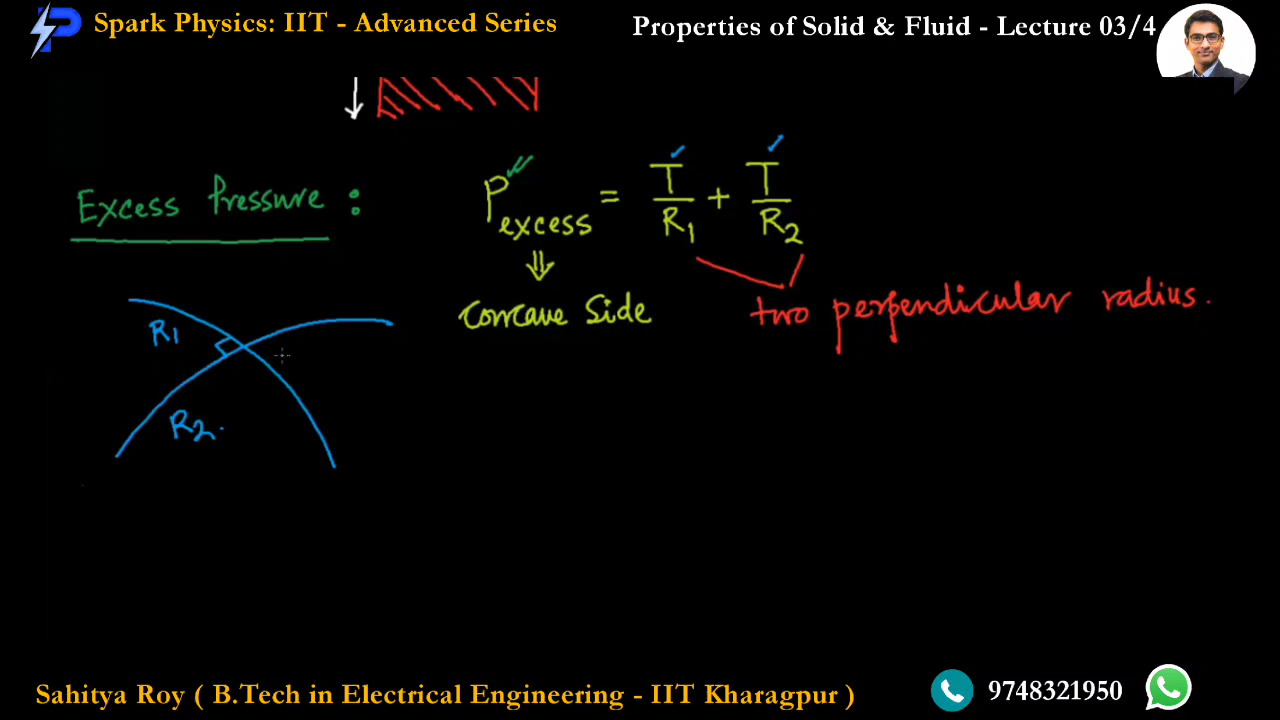 Spark Physics: IIT - Advanced Series
Properties of Solid & Fluid - Lecture 03/4
Excess Pressure :
P excess = T/R1 + T/R2
⇓
Concave Side
two perpendicular radius.
R1
R2.
Sahitya Roy ( B.Tech in Electrical Engineering - IIT Kharagpur )
9748321950